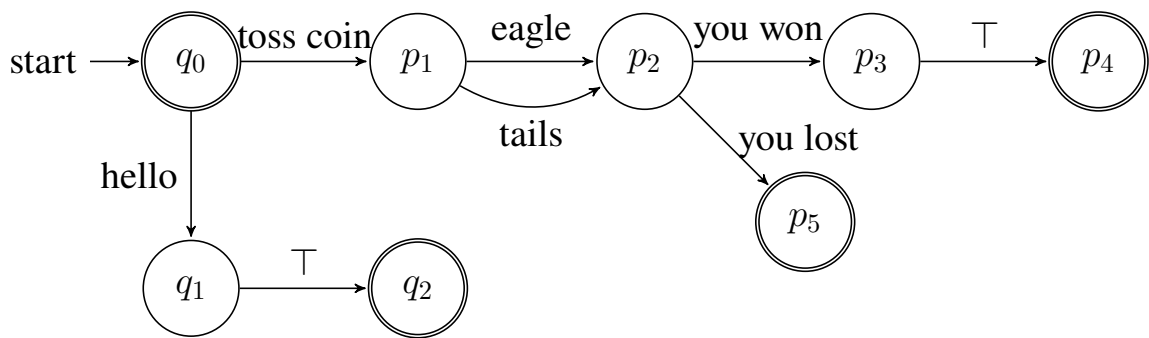 start q₀ toss coin p₁ eagle p₂ you won p₃ ⊤ p₄
tails
you lost
hello
p₅
q₁ ⊤ q₂